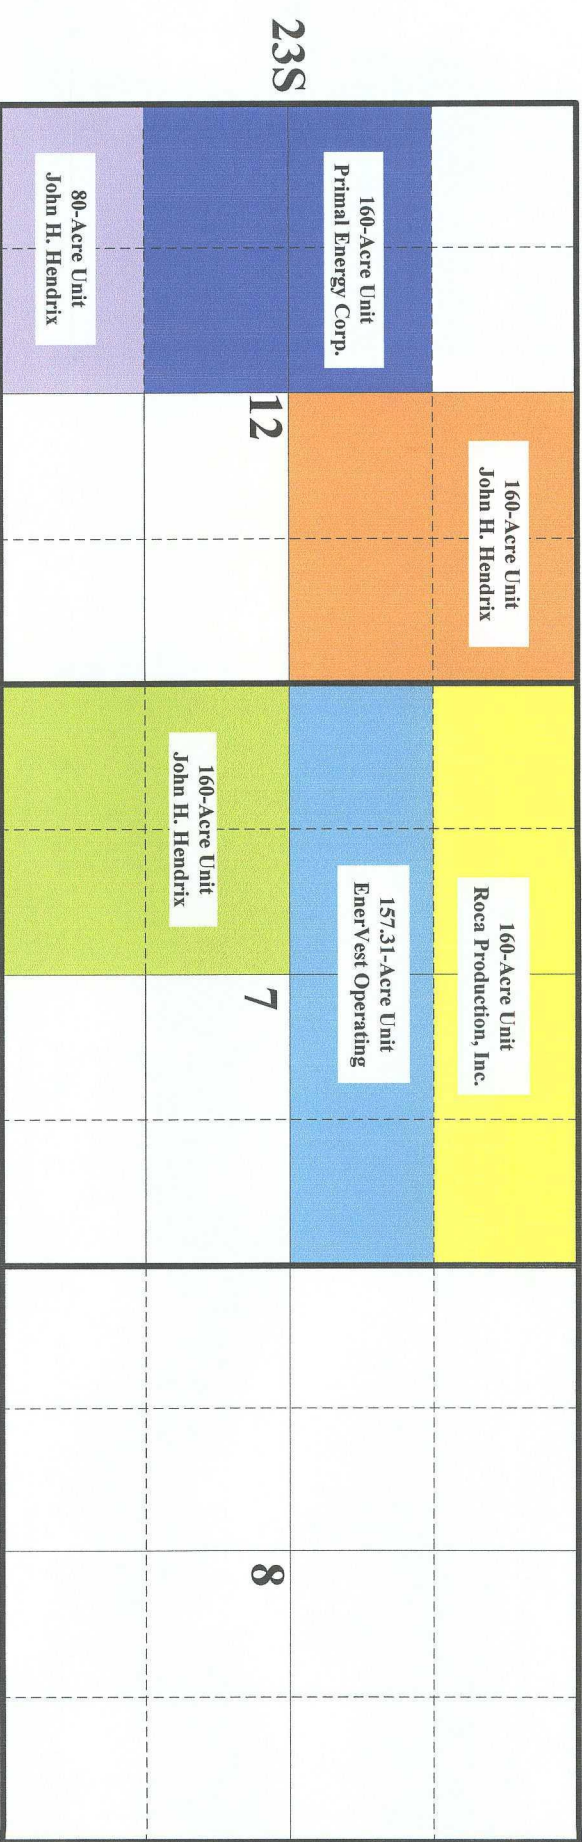 23S
160-Acre Unit
John H. Hendrix
160-Acre Unit
Primal Energy Corp.
80-Acre Unit
John H. Hendrix
12
160-Acre Unit
Roca Production, Inc.
157.31-Acre Unit
EnerVest Operating
160-Acre Unit
John H. Hendrix
7
8